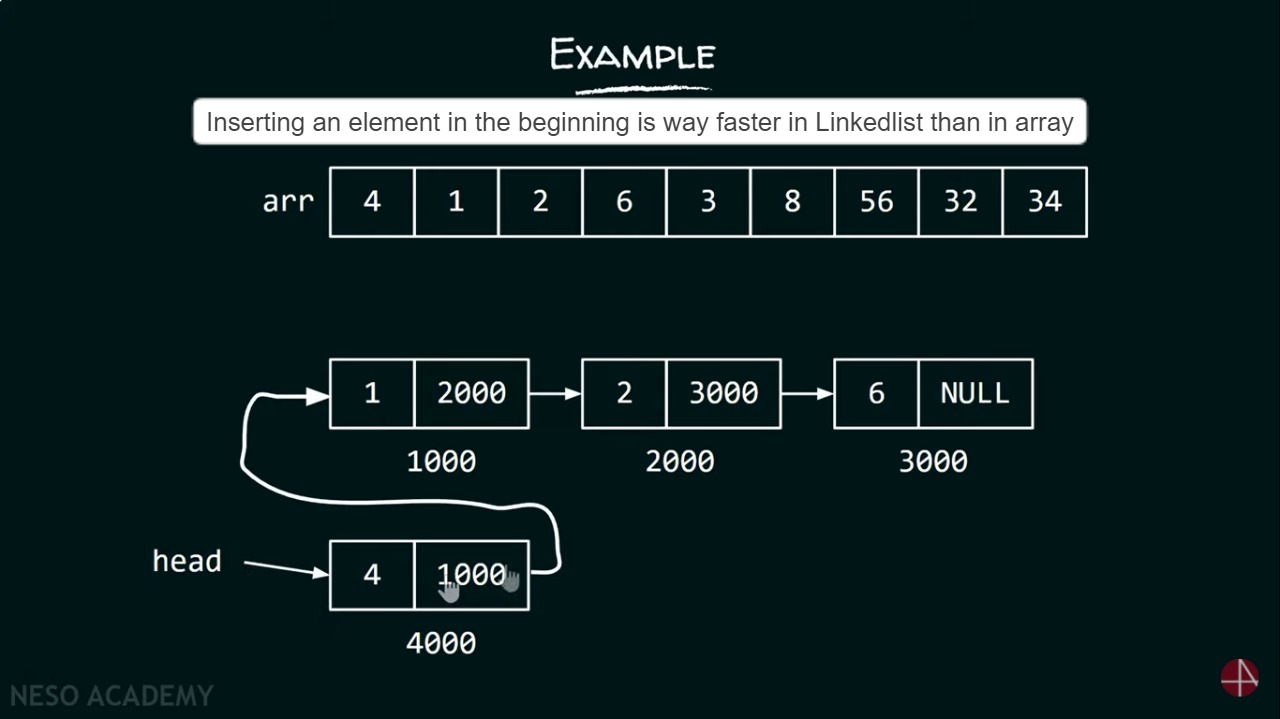 EXAMPLE
Inserting an element in the beginning is way faster in Linkedlist than in array
arr 4 1 2 6 3 8 56 32 34
1 2000 2 3000 6 NULL
1000 2000 3000
head 4 1000
4000
NESO ACADEMY